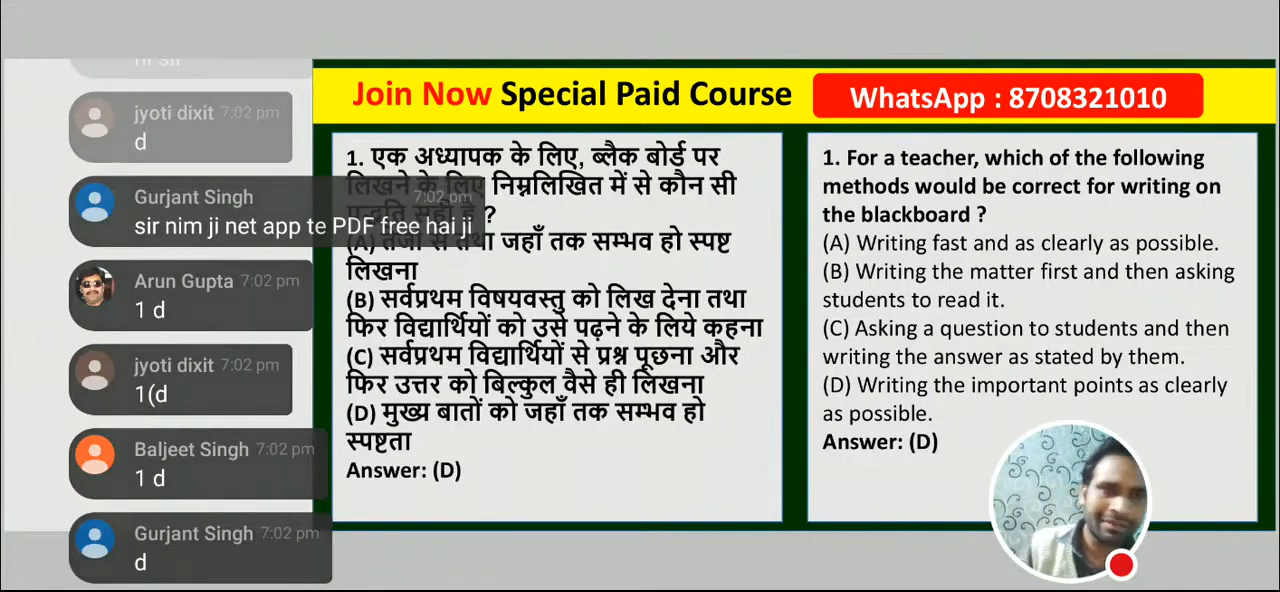 Join Now Special Paid Course
WhatsApp : 8708321010
jyoti dixit 7:02 pm
d
Gurjant Singh 7:02 pm
sir nim ji net app te PDF free hai ji
Arun Gupta 7:02 pm
1 d
jyoti dixit 7:02 pm
1(d
Baljeet Singh 7:02 pm
1 d
Gurjant Singh 7:02 pm
d
1. एक अध्यापक के लिए, ब्लैक बोर्ड पर
लिखने के लिए निम्नलिखित में से कौन सी
पद्धति सही है ?
(A) तेजी से तथा जहाँ तक सम्भव हो स्पष्ट
लिखना
(B) सर्वप्रथम विषयवस्तु को लिख देना तथा
फिर विद्यार्थियों को उसे पढ़ने के लिये कहना
(C) सर्वप्रथम विद्यार्थियों से प्रश्न पूछना और
फिर उत्तर को बिल्कुल वैसे ही लिखना
(D) मुख्य बातों को जहाँ तक सम्भव हो
स्पष्टता
Answer: (D)
1. For a teacher, which of the following
methods would be correct for writing on
the blackboard ?
(A) Writing fast and as clearly as possible.
(B) Writing the matter first and then asking
students to read it.
(C) Asking a question to students and then
writing the answer as stated by them.
(D) Writing the important points as clearly
as possible.
Answer: (D)